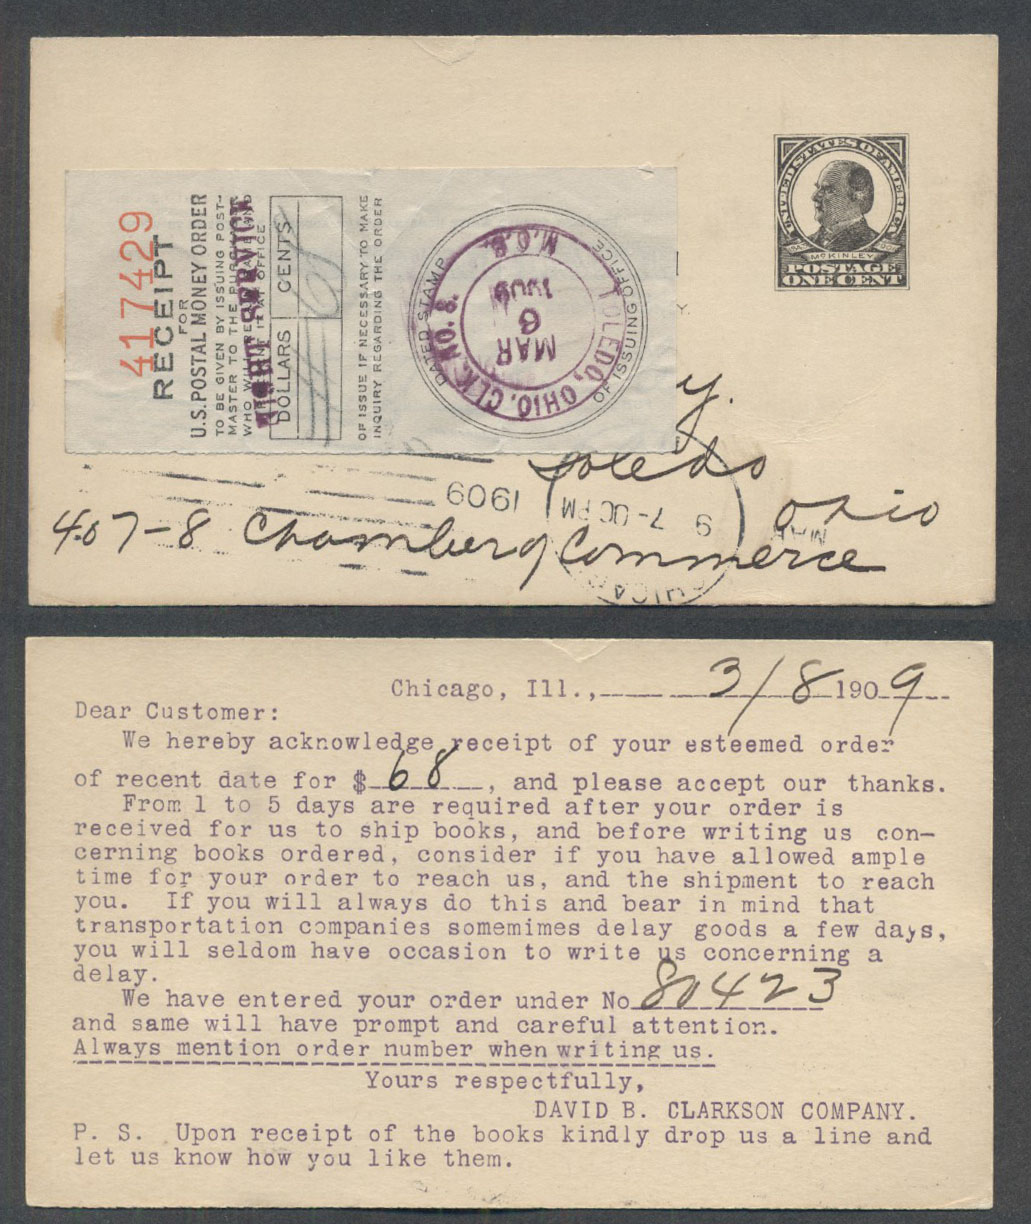 UNITED STATES OF AMERICA
1843 1901
McKINLEY
POSTAGE
ONE CENT
417429
RECEIPT
FOR
U.S. POSTAL MONEY ORDER
TO BE GIVEN BY ISSUING POST-
MASTER TO THE
OFFICE
NIGHT SERVICE
DOLLARS CENTS
68
OF ISSUE IF NECESSARY TO MAKE
INQUIRY REGARDING THE ORDER
DATED STAMP
OF ISSUING OFFICE
TOLEDO, OHIO, CLK. NO. 8.
M.O.B.
MAR
6
1909
y.
Toledo
Ohio
407-8 Chamber of Commerce
CHICAG
MAR
9
7-
PM
1909
Chicago, Ill., 3/8 1909
Dear Customer:
We hereby acknowledge receipt of your esteemed order
of recent date for $ 68, and please accept our thanks.
From 1 to 5 days are required after your order is
received for us to ship books, and before writing us con-
cerning books ordered, consider if you have allowed ample
time for your order to reach us, and the shipment to reach
you. If you will always do this and bear in mind that
transportation companies somemimes delay goods a few days,
you will seldom have occasion to write us concerning a
delay.
We have entered your order under No 80423
and same will have prompt and careful attention.
Always mention order number when writing us.
Yours respectfully,
DAVID B. CLARKSON COMPANY.
P. S. Upon receipt of the books kindly drop us a line and
let us know how you like them.